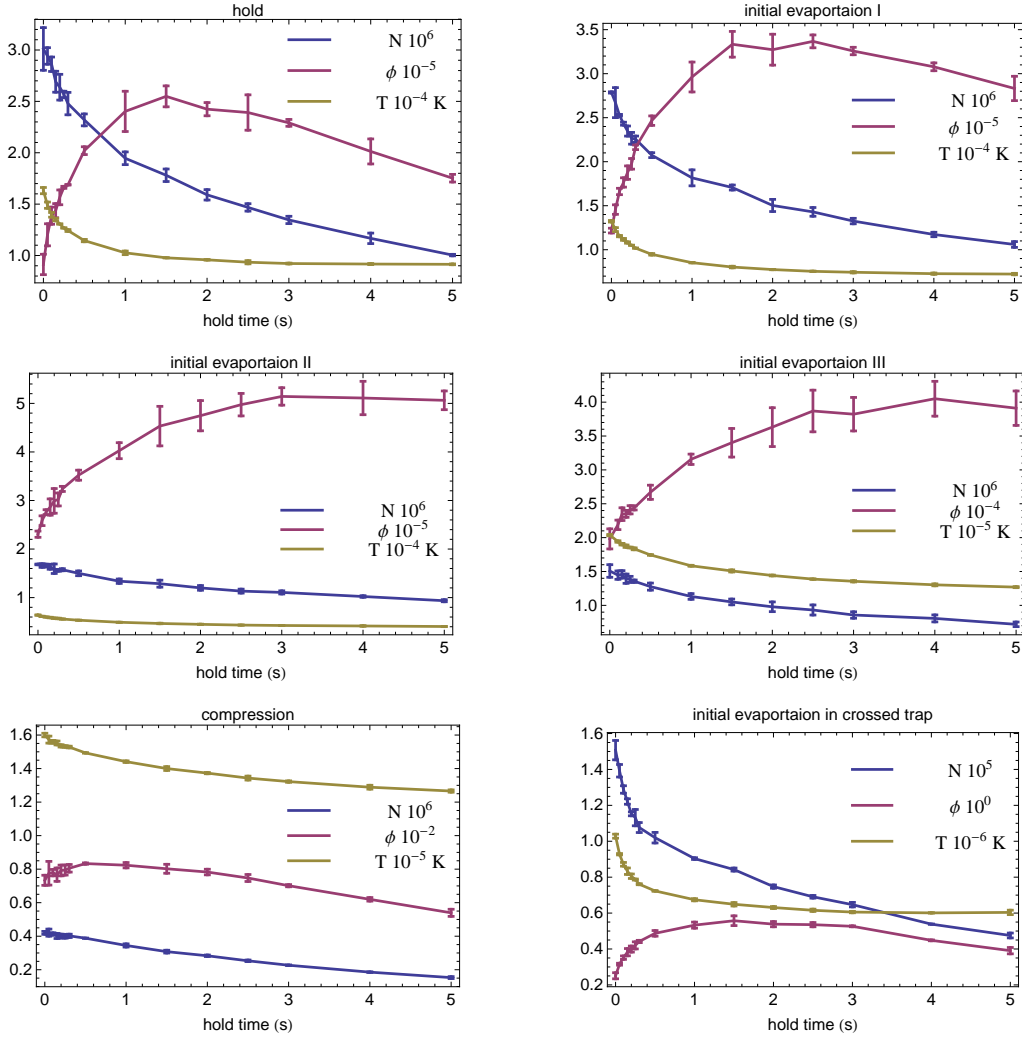 hold
3.0
2.5
2.0
1.5
1.0
N 10^6
ϕ 10^-5
T 10^-4 K
0 1 2 3 4 5
hold time (s)
initial evaportaion I
3.5
3.0
2.5
2.0
1.5
1.0
N 10^6
ϕ 10^-5
T 10^-4 K
0 1 2 3 4 5
hold time (s)
initial evaportaion II
5
4
3
2
1
N 10^6
ϕ 10^-5
T 10^-4 K
0 1 2 3 4 5
hold time (s)
initial evaportaion III
4.0
3.5
3.0
2.5
2.0
1.5
1.0
N 10^6
ϕ 10^-4
T 10^-5 K
0 1 2 3 4 5
hold time (s)
compression
1.6
1.4
1.2
1.0
0.8
0.6
0.4
0.2
N 10^6
ϕ 10^-2
T 10^-5 K
0 1 2 3 4 5
hold time (s)
initial evaportaion in crossed trap
1.6
1.4
1.2
1.0
0.8
0.6
0.4
0.2
N 10^5
ϕ 10^0
T 10^-6 K
0 1 2 3 4 5
hold time (s)